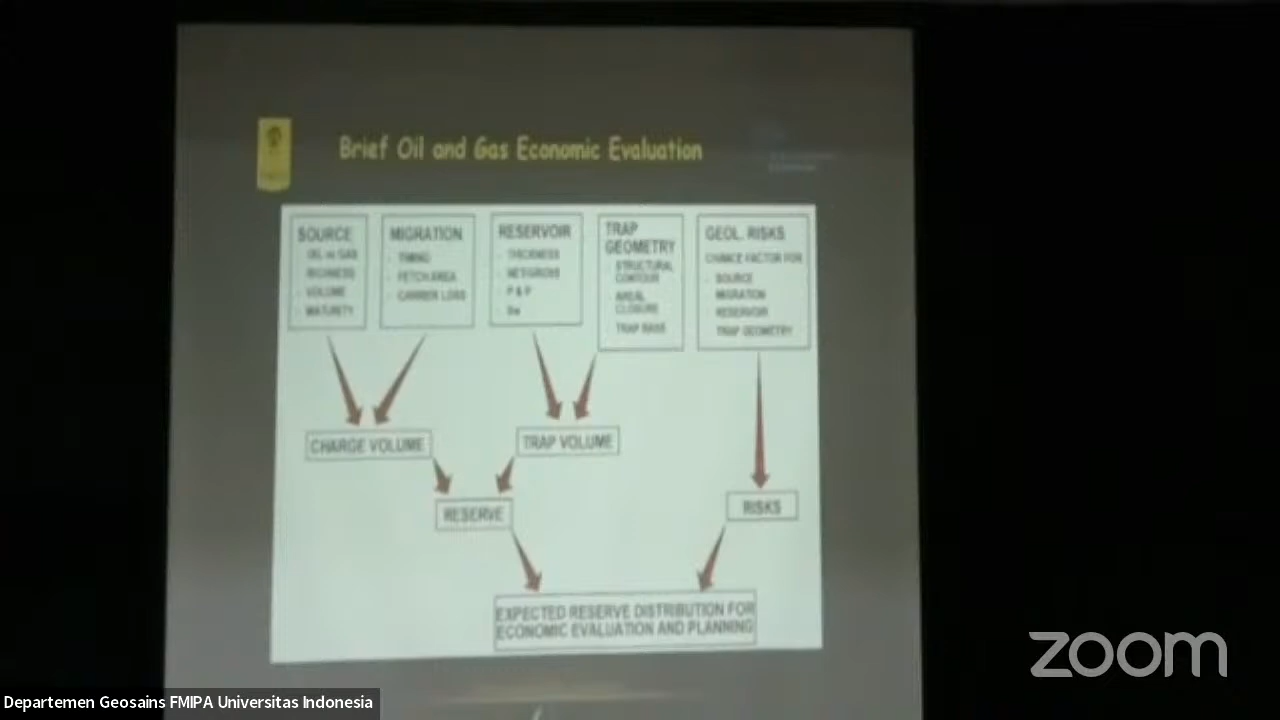 Brief Oil and Gas Economic Evaluation
SOURCE
- OIL vs GAS
- RICHNESS
- VOLUME
- MATURITY
MIGRATION
- TIMING
- FETCH AREA
- CARRIER LOSS
RESERVOIR
- THICKNESS
- NET/GROSS
- P & P
- Sw
TRAP
GEOMETRY
- STRUCTURAL
CONTOUR
- AREAL
CLOSURE
- TRAP
GEOL. RISKS
CHANCE FACTOR FOR
- SOURCE
- MIGRATION
- RESERVOIR
- TRAP GEOMETRY
CHARGE VOLUME
TRAP VOLUME
RESERVE
RISKS
EXPECTED RESERVE DISTRIBUTION FOR
ECONOMIC EVALUATION AND PLANNING
zoom
Departemen Geosains FMIPA Universitas Indonesia